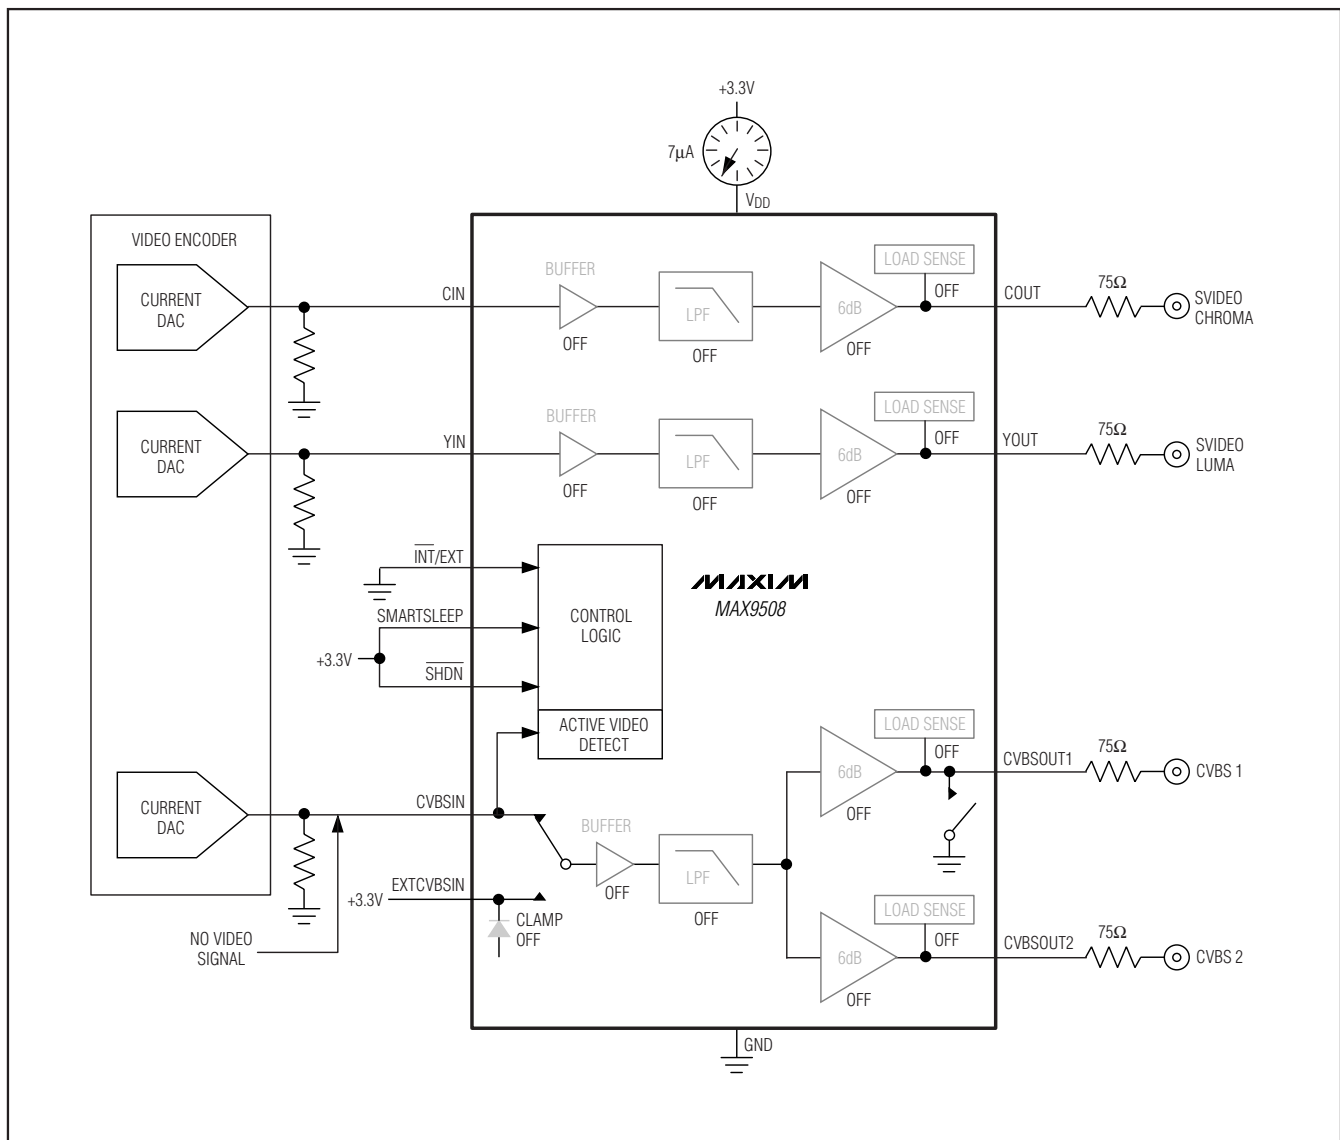 +3.3V
7μA
VDD
VIDEO ENCODER
CURRENT
DAC
CIN
BUFFER
OFF
LPF
OFF
6dB
OFF
LOAD SENSE
OFF
COUT
75Ω
SVIDEO
CHROMA
CURRENT
DAC
YIN
BUFFER
OFF
LPF
OFF
6dB
OFF
LOAD SENSE
OFF
YOUT
75Ω
SVIDEO
LUMA
INT/EXT
SMARTSLEEP
+3.3V
SHDN
CONTROL
LOGIC
ACTIVE VIDEO
DETECT
MAXIM
MAX9508
CURRENT
DAC
CVBSIN
NO VIDEO
SIGNAL
+3.3V
EXTCVBSIN
CLAMP
OFF
BUFFER
OFF
LPF
OFF
6dB
OFF
LOAD SENSE
OFF
CVBSOUT1
75Ω
CVBS 1
6dB
OFF
LOAD SENSE
OFF
CVBSOUT2
75Ω
CVBS 2
GND